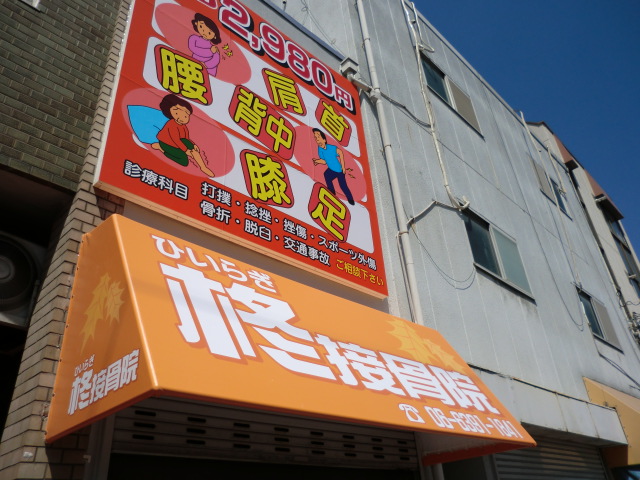 2,980円
腰 肩 首
背中
膝 足
診療科目 打撲・捻挫・挫傷・スポーツ外傷
骨折・脱臼・交通事故 ご相談下さい
ひいらぎ
柊接骨院
ひいらぎ
柊接骨院